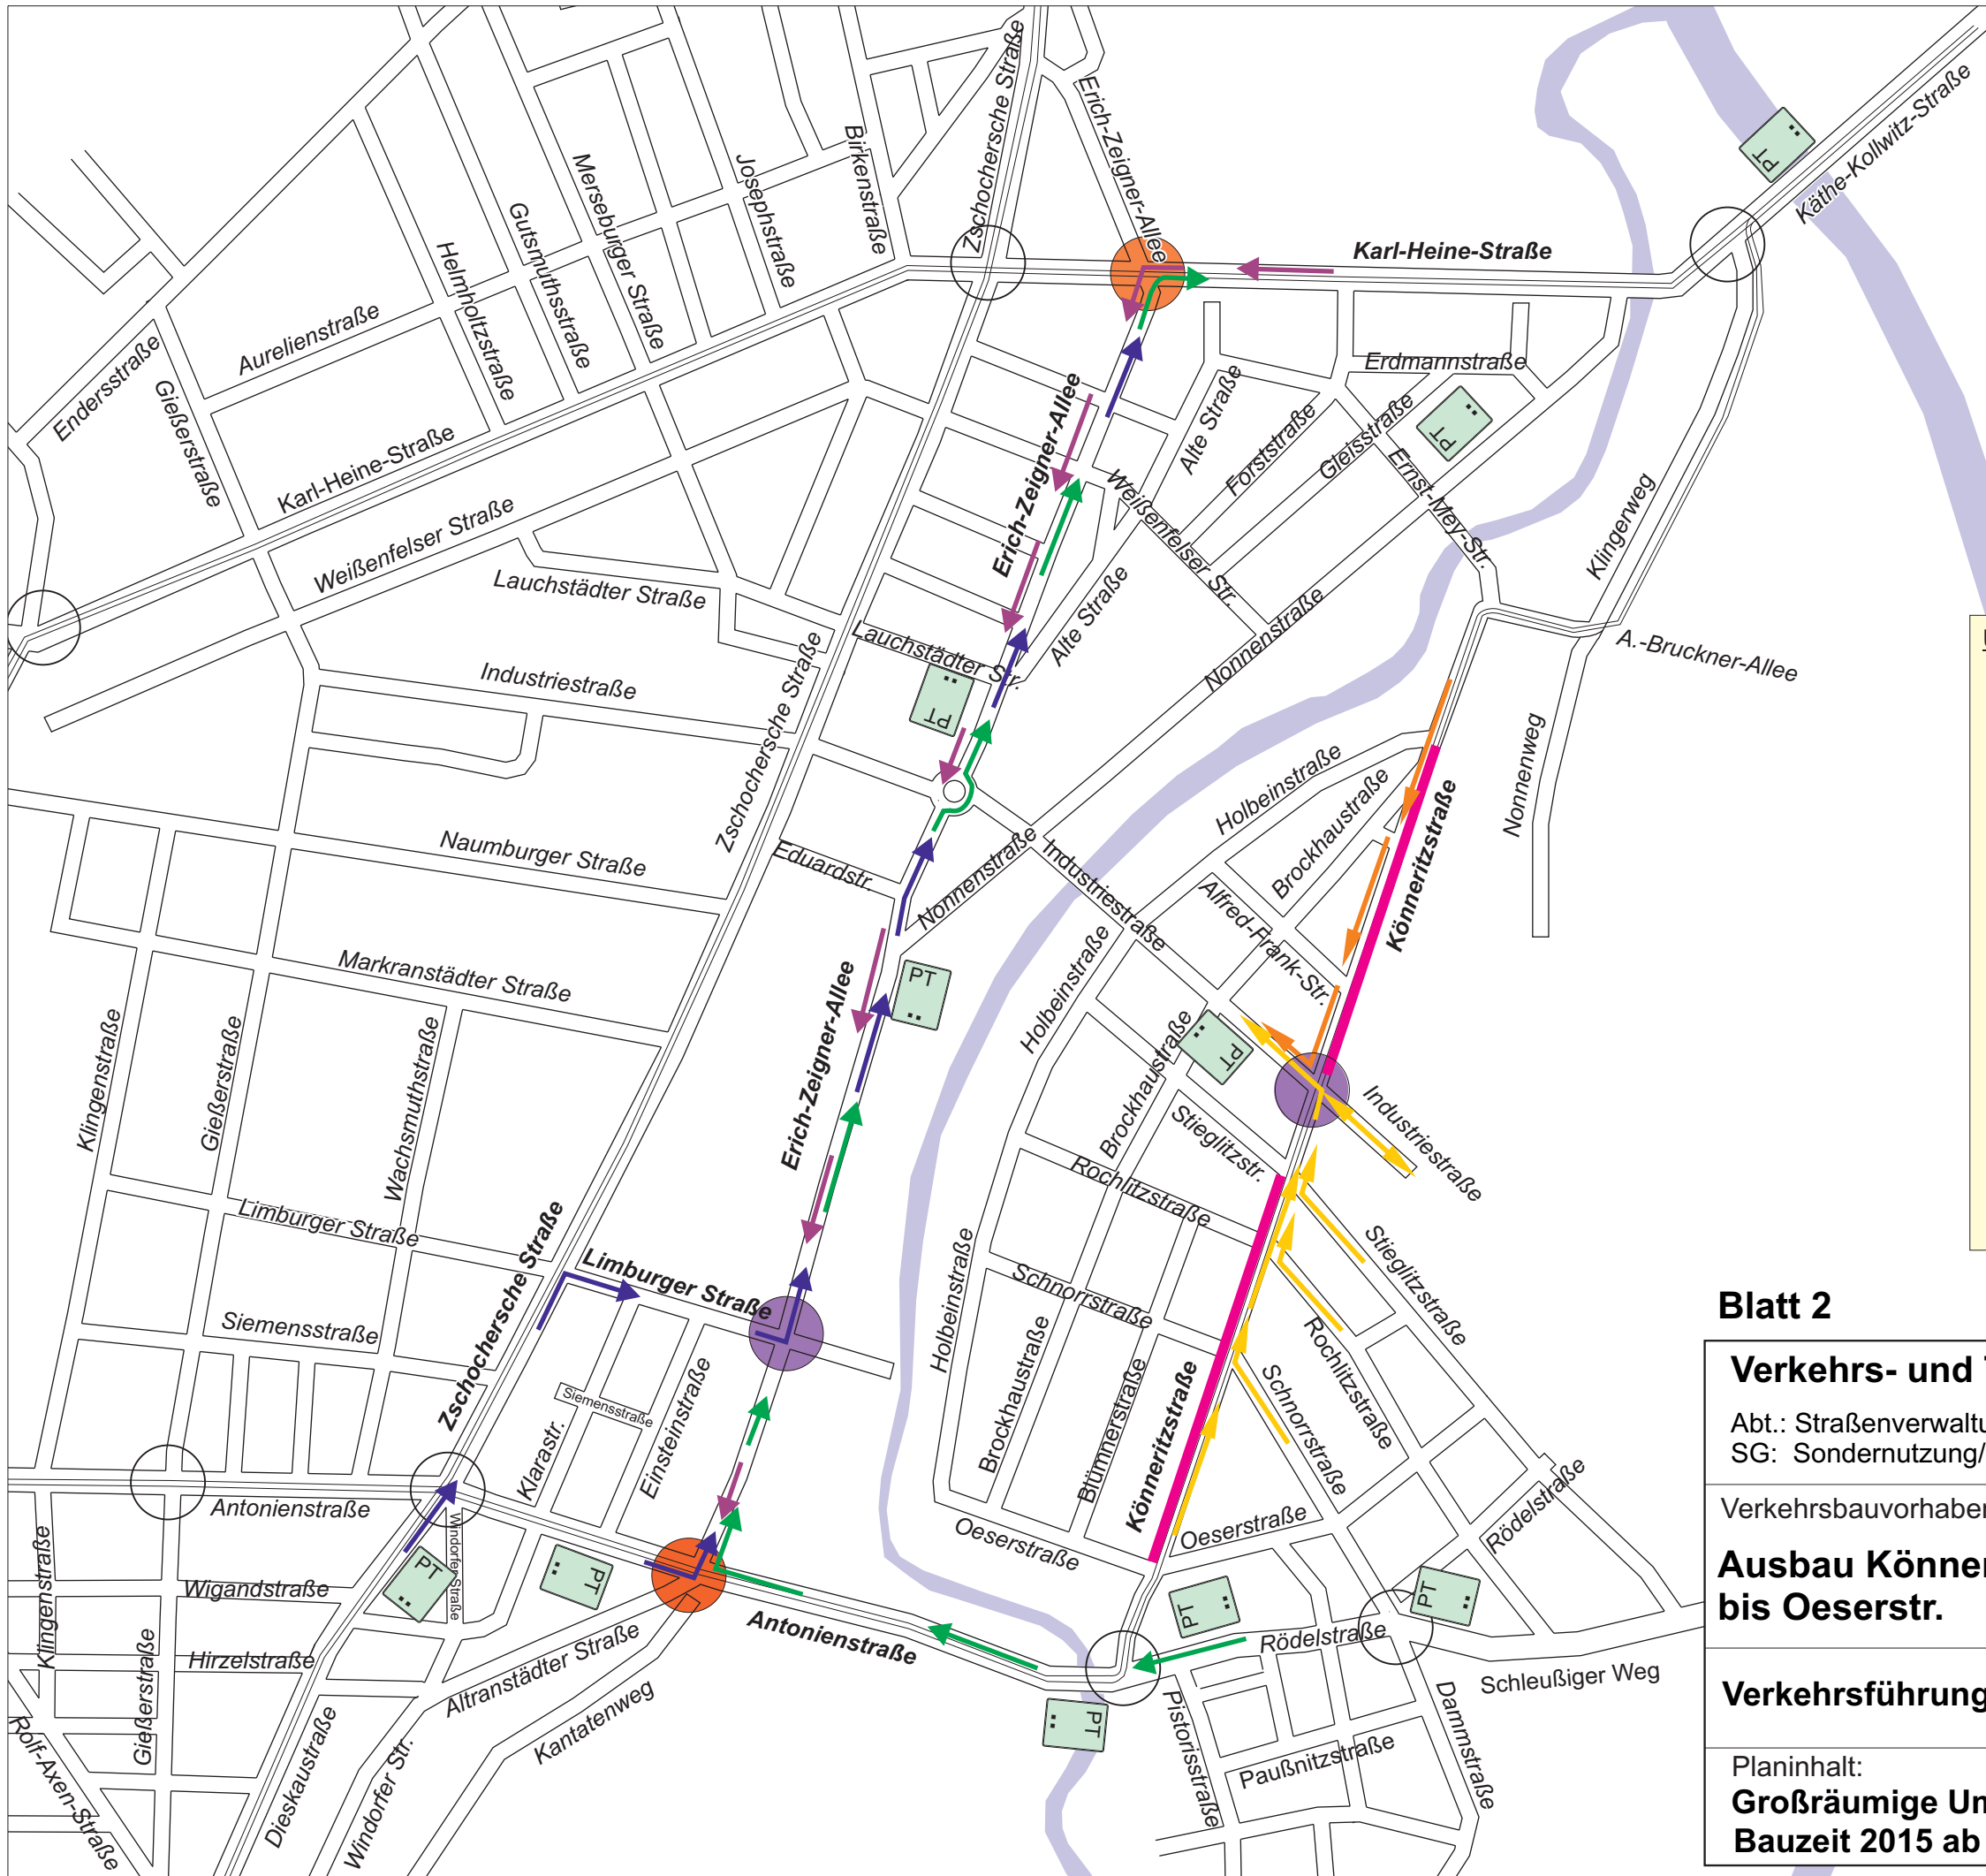 Zschochersche Straße
Erich-Zeigner-Allee
Käthe-Kollwitz-Straße
PT
Birkenstraße
Josephstraße
Merseburger Straße
Gutsmuthsstraße
Helmholtzstraße
Karl-Heine-Straße
Aurelienstraße
Endersstraße
Gießerstraße
Karl-Heine-Straße
Erdmannstraße
Alte Straße
Forststraße
Gleisstraße
PT
Ernst-Mey-Str.
Erich-Zeigner-Allee
Weißenfelser Straße
Weißenfelser Str.
Klingerweg
Lauchstädter Straße
Alte Straße
Nonnenstraße
Lauchstädter Str.
A.-Bruckner-Allee
Industriestraße
Zschochersche Straße
PT
Nonnenweg
Holbeinstraße
Brockhaustraße
Könneritzstraße
Naumburger Straße
Eduardstr.
Nonnenstraße
Industriestraße
Alfred-Frank-Str.
Markranstädter Straße
PT
Holbeinstraße
Erich-Zeigner-Allee
Klingenstraße
Gießerstraße
Wachsmuthstraße
Brockhaustraße
PT
Industriestraße
Stieglitzstr.
Rochlitzstraße
Limburger Straße
Zschochersche Straße
Limburger Straße
Holbeinstraße
Schnorrstraße
Stieglitzstraße
Siemensstraße
Rochlitzstraße
Blatt 2
Verkehrs- und
Siemensstraße
Einsteinstraße
Klarastr.
Brockhaustraße
Blümnerstraße
Könneritzstraße
Schnorrstraße
Abt.: Straßenverwaltu
SG: Sondernutzung/
Antonienstraße
Windorfer Straße
Oeserstraße
Oeserstraße
Rödelstraße
Verkehrsbauvorhaben
Klingenstraße
Wigandstraße
PT
PT
PT
PT
Ausbau Könner
bis Oeserstr.
Hirzelstraße
Gießerstraße
Altranstädter Straße
Antonienstraße
Rödelstraße
Schleußiger Weg
Verkehrsführung
Kantatenweg
PT
Pistorisstraße
Dammstraße
Paußnitzstraße
Rolf-Axen-Straße
Dieskaustraße
Windorfer Str.
Planinhalt:
Großräumige Um
Bauzeit 2015 ab